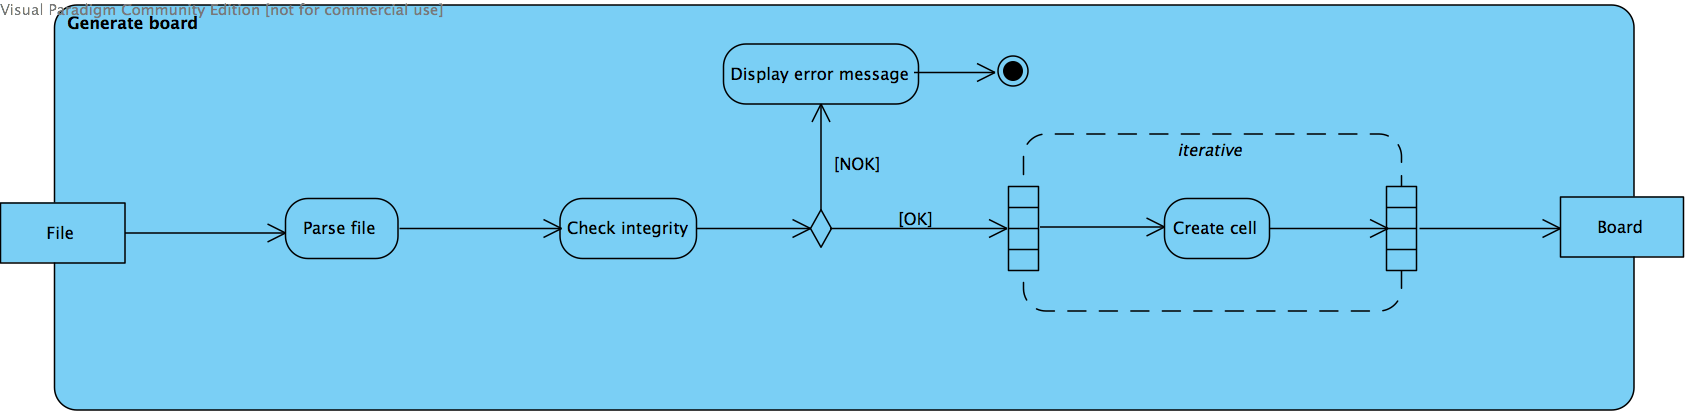 Visual Paradigm Community Edition [not for commercial use]
Generate board
Display error message
[NOK]
iterative
File
Parse file
Check integrity
[OK]
Create cell
Board